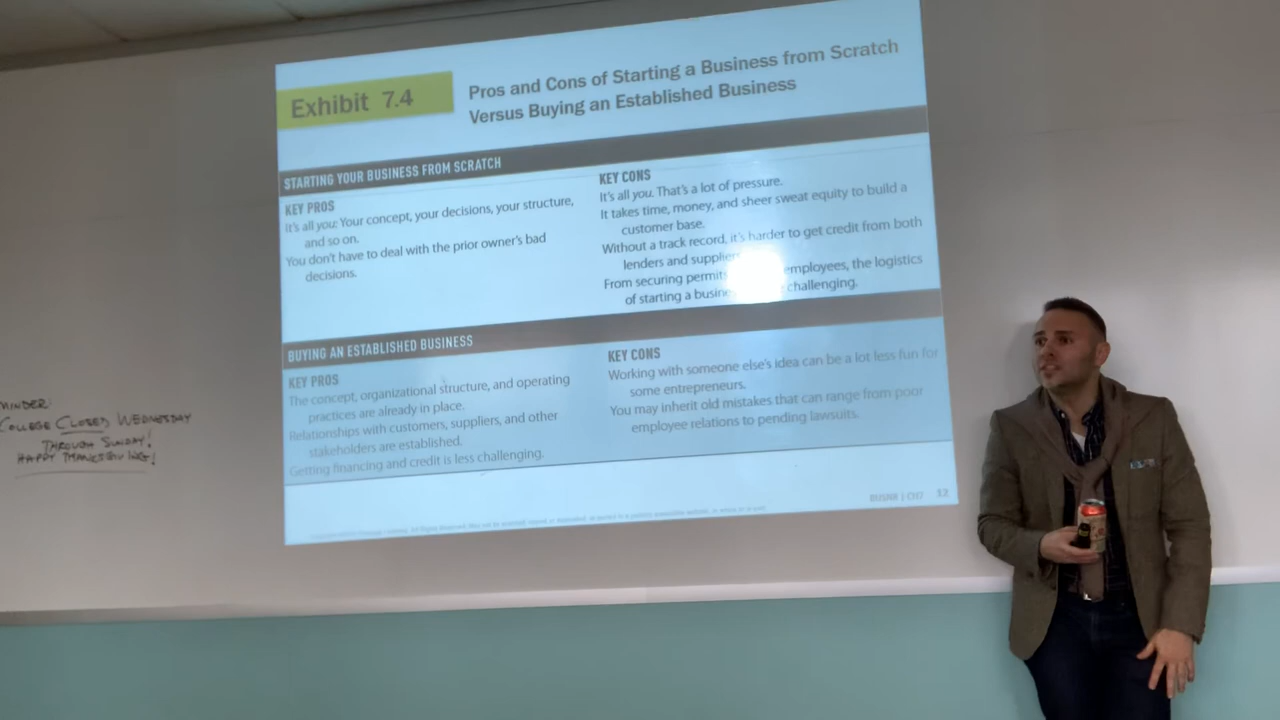 Exhibit 7.4
Pros and Cons of Starting a Business from Scratch
Versus Buying an Established Business
STARTING YOUR BUSINESS FROM SCRATCH
KEY PROS
It's all you: Your concept, your decisions, your structure,
and so on.
You don't have to deal with the prior owner's bad
decisions.
KEY CONS
It's all you. That's a lot of pressure.
It takes time, money, and sheer sweat equity to build a
customer base.
Without a track record, it's harder to get credit from both
lenders and supplier
From securing permits employees, the logistics
of starting a busine challenging.
BUYING AN ESTABLISHED BUSINESS
KEY PROS
The concept, organizational structure, and operating
practices are already in place.
Relationships with customers, suppliers, and other
stakeholders are established.
Getting financing and credit is less challenging.
KEY CONS
Working with someone else's idea can be a lot less fun for
some entrepreneurs.
You may inherit old mistakes that can range from poor
employee relations to pending lawsuits.
BUSN8 | CH7 12
MINDER!
COLLEGE CLOSED WEDNESDAY
THROUGH SUNDAY!
HAPPY THANKSGIVING!